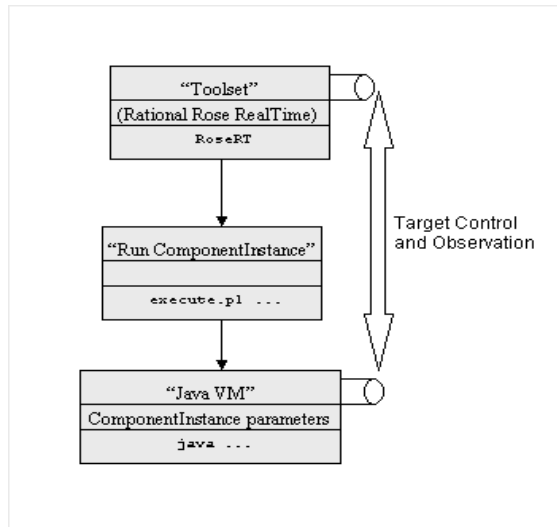 “Toolset”
(Rational Rose RealTime)
RoseRT
Target Control
and Observation
“Run ComponentInstance”
execute.pl ...
“Java VM”
ComponentInstance parameters
java ...